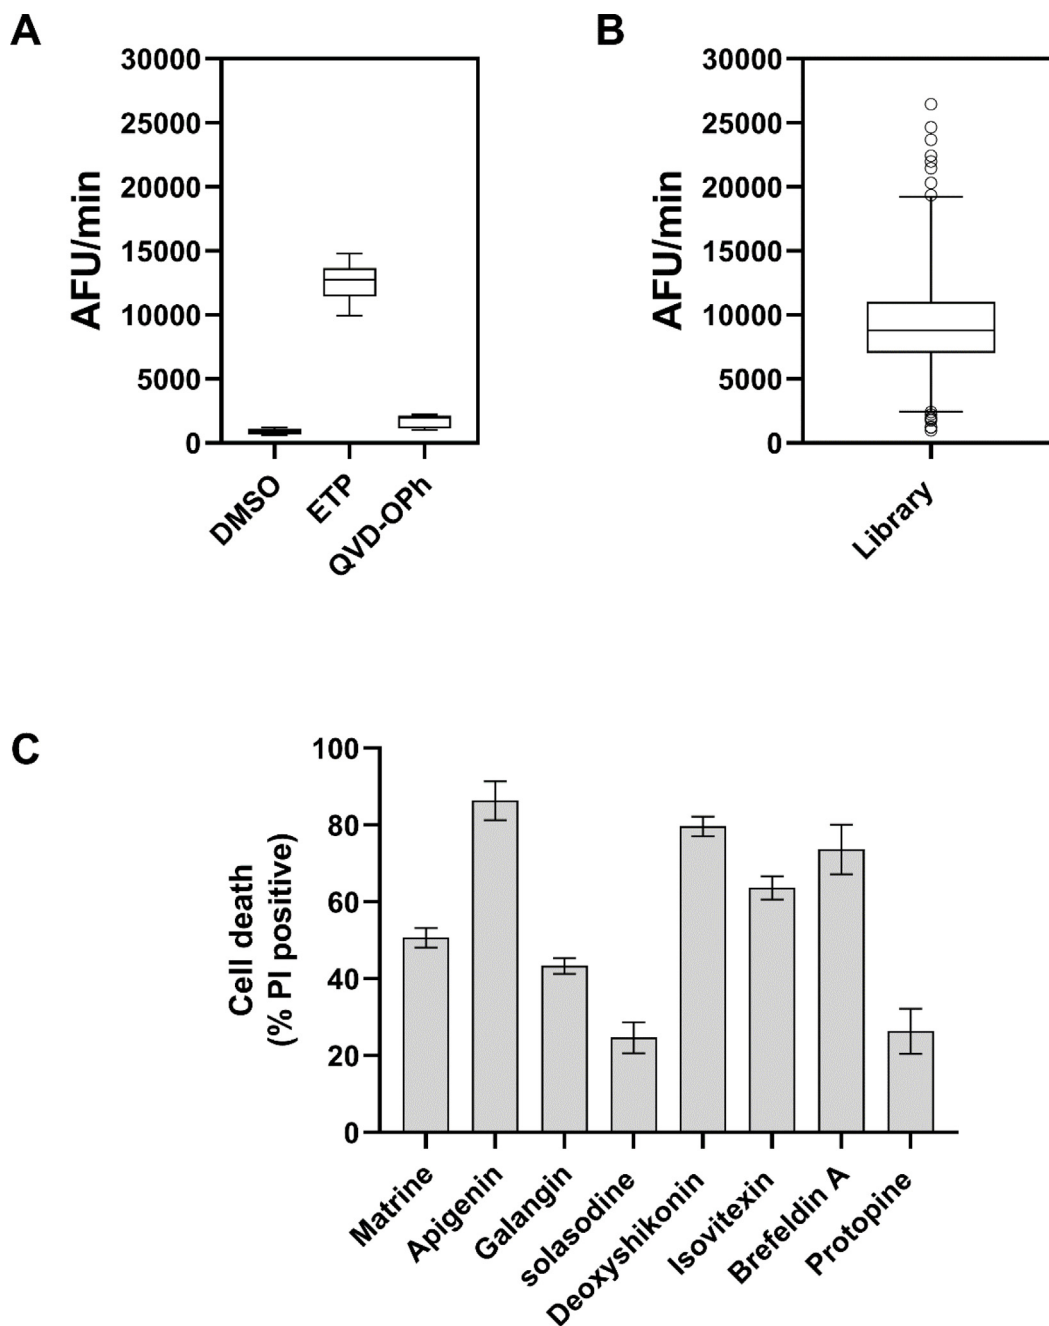 A
30000
25000
20000
15000
10000
5000
0
AFU/min
DMSO
ETP
QVD-OPh
B
30000
25000
20000
15000
10000
5000
0
AFU/min
Library
C
100
80
60
40
20
0
Cell death
(% PI positive)
Matrine
Apigenin
Galangin
solasodine
Deoxyshikonin
Isovitexin
Brefeldin A
Protopine